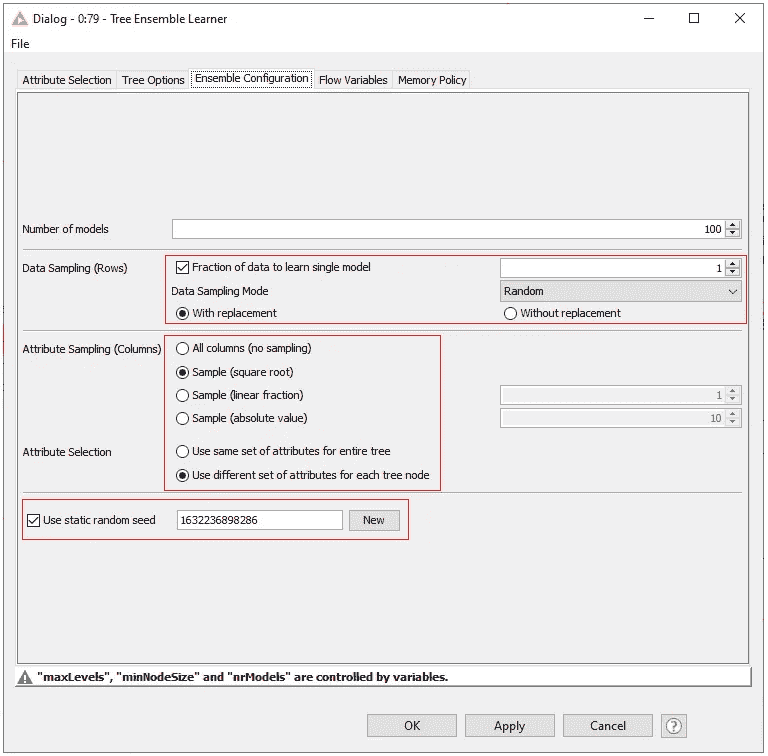 Dialog - 0:79 - Tree Ensemble Learner
File
Attribute Selection Tree Options Ensemble Configuration Flow Variables Memory Policy
Number of models 100
Data Sampling (Rows) Fraction of data to learn single model 1
Data Sampling Mode Random
With replacement Without replacement
Attribute Sampling (Columns) All columns (no sampling)
Sample (square root)
Sample (linear fraction) 1
Sample (absolute value) 10
Attribute Selection Use same set of attributes for entire tree
Use different set of attributes for each tree node
Use static random seed 1632236898286 New
"maxLevels", "minNodeSize" and "nrModels" are controlled by variables.
OK Apply Cancel ?